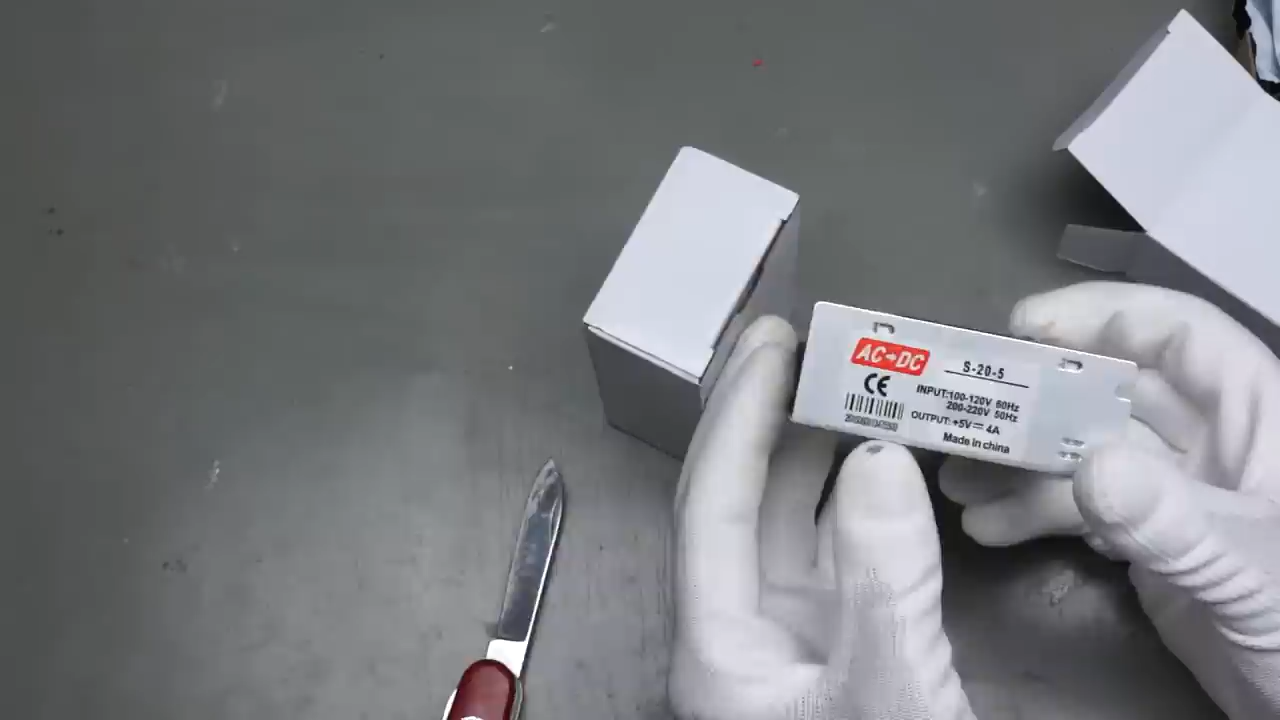 AC→DC
S-20-5
CE
INPUT:100-120V 60Hz
200-220V 50Hz
OUTPUT:+5V⎓ 4A
Made in china